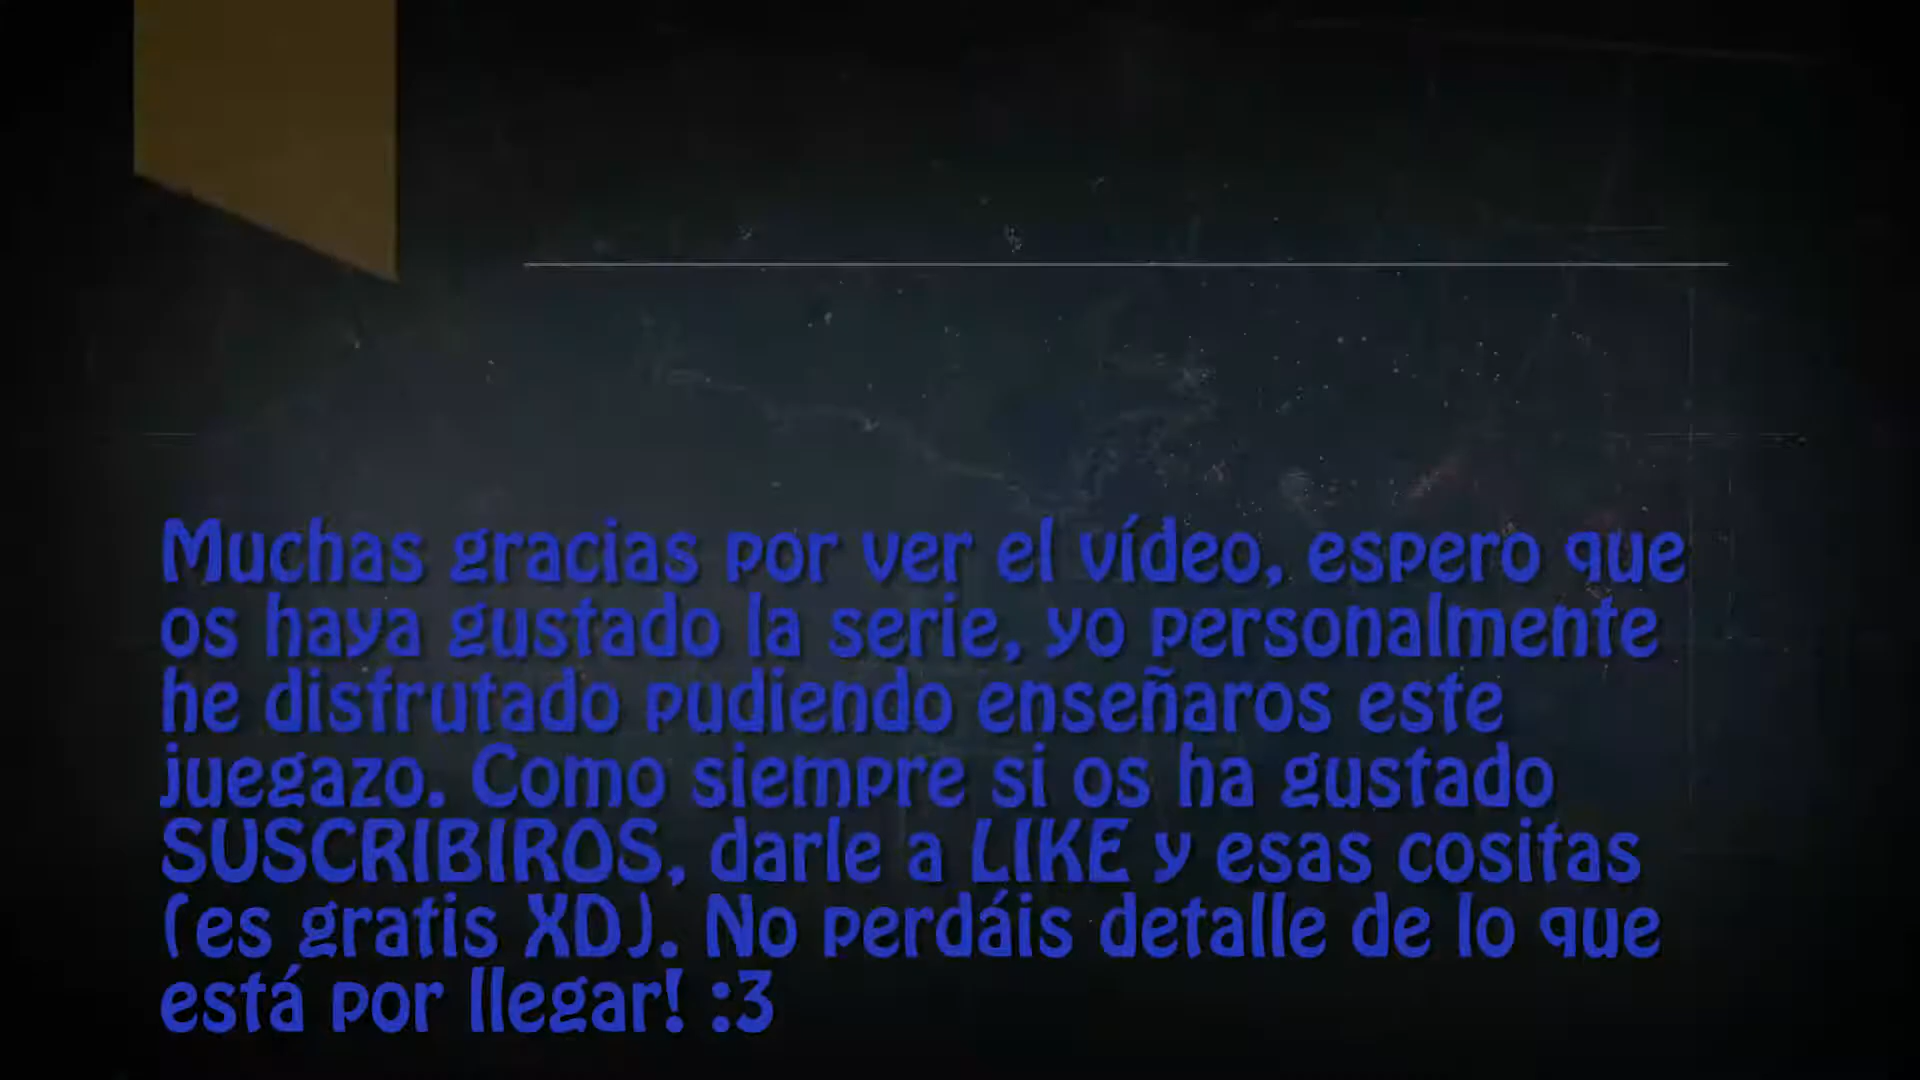 Muchas gracias por ver el vídeo, espero que
os haya gustado la serie, yo personalmente
he disfrutado pudiendo enseñaros este
juegazo. Como siempre si os ha gustado
SUSCRIBIROS, darle a LIKE y esas cositas
(es gratis XD). No perdáis detalle de lo que
está por llegar! :3